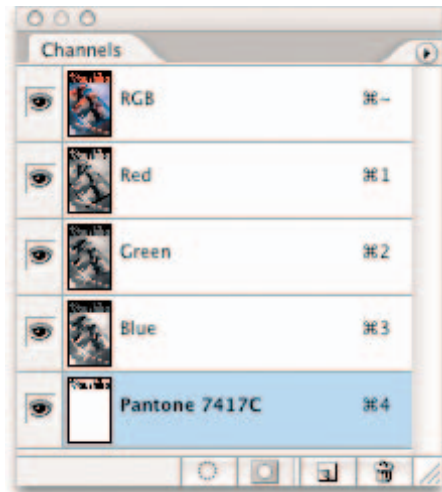 Channels
RGB ⌘~
Red ⌘1
Green ⌘2
Blue ⌘3
Pantone 7417C ⌘4